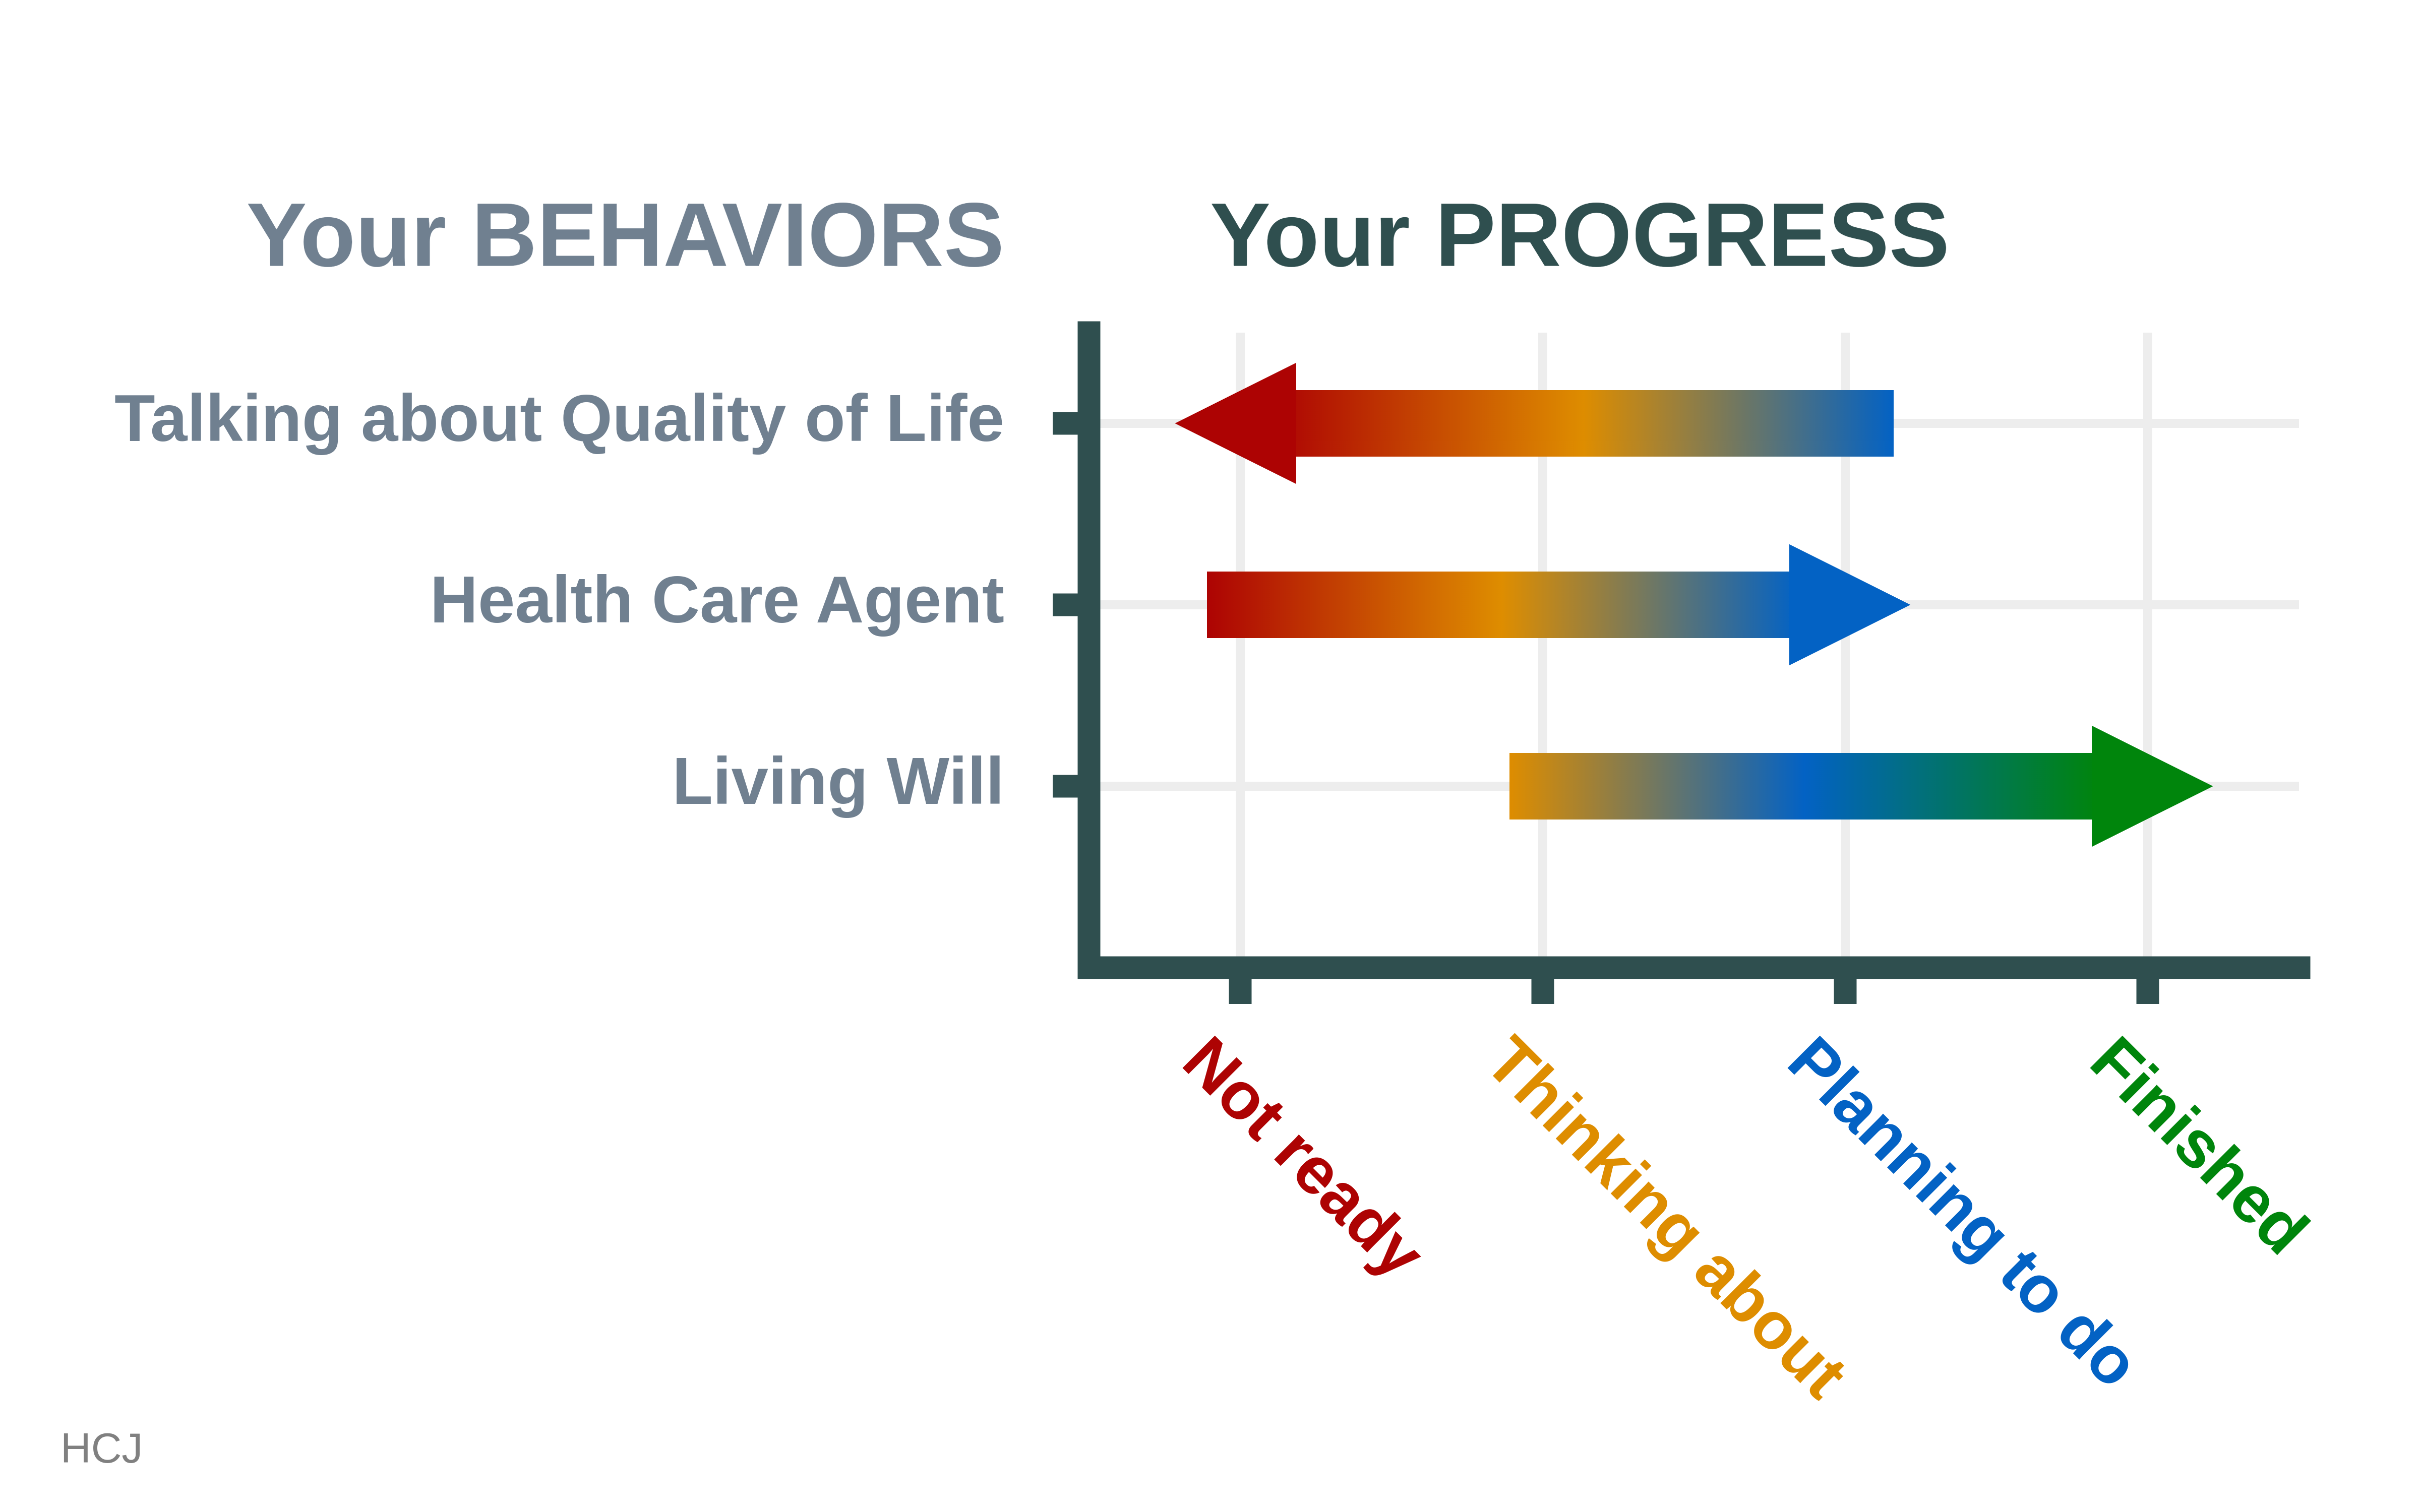 Your BEHAVIORS
Your PROGRESS
Talking about Quality of Life
Health Care Agent
Living Will
Not ready
Thinking about
Planning to do
Finished
HCJ